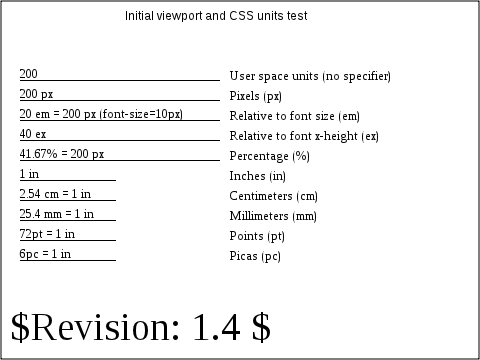 Initial viewport and CSS units test
200 User space units (no specifier)
200 px Pixels (px)
20 em = 200 px (font-size=10px) Relative to font size (em)
40 ex Relative to font x-height (ex)
41.67% = 200 px Percentage (%)
1 in Inches (in)
2.54 cm = 1 in Centimeters (cm)
25.4 mm = 1 in Millimeters (mm)
72pt = 1 in Points (pt)
6pc = 1 in Picas (pc)
$Revision: 1.4 $